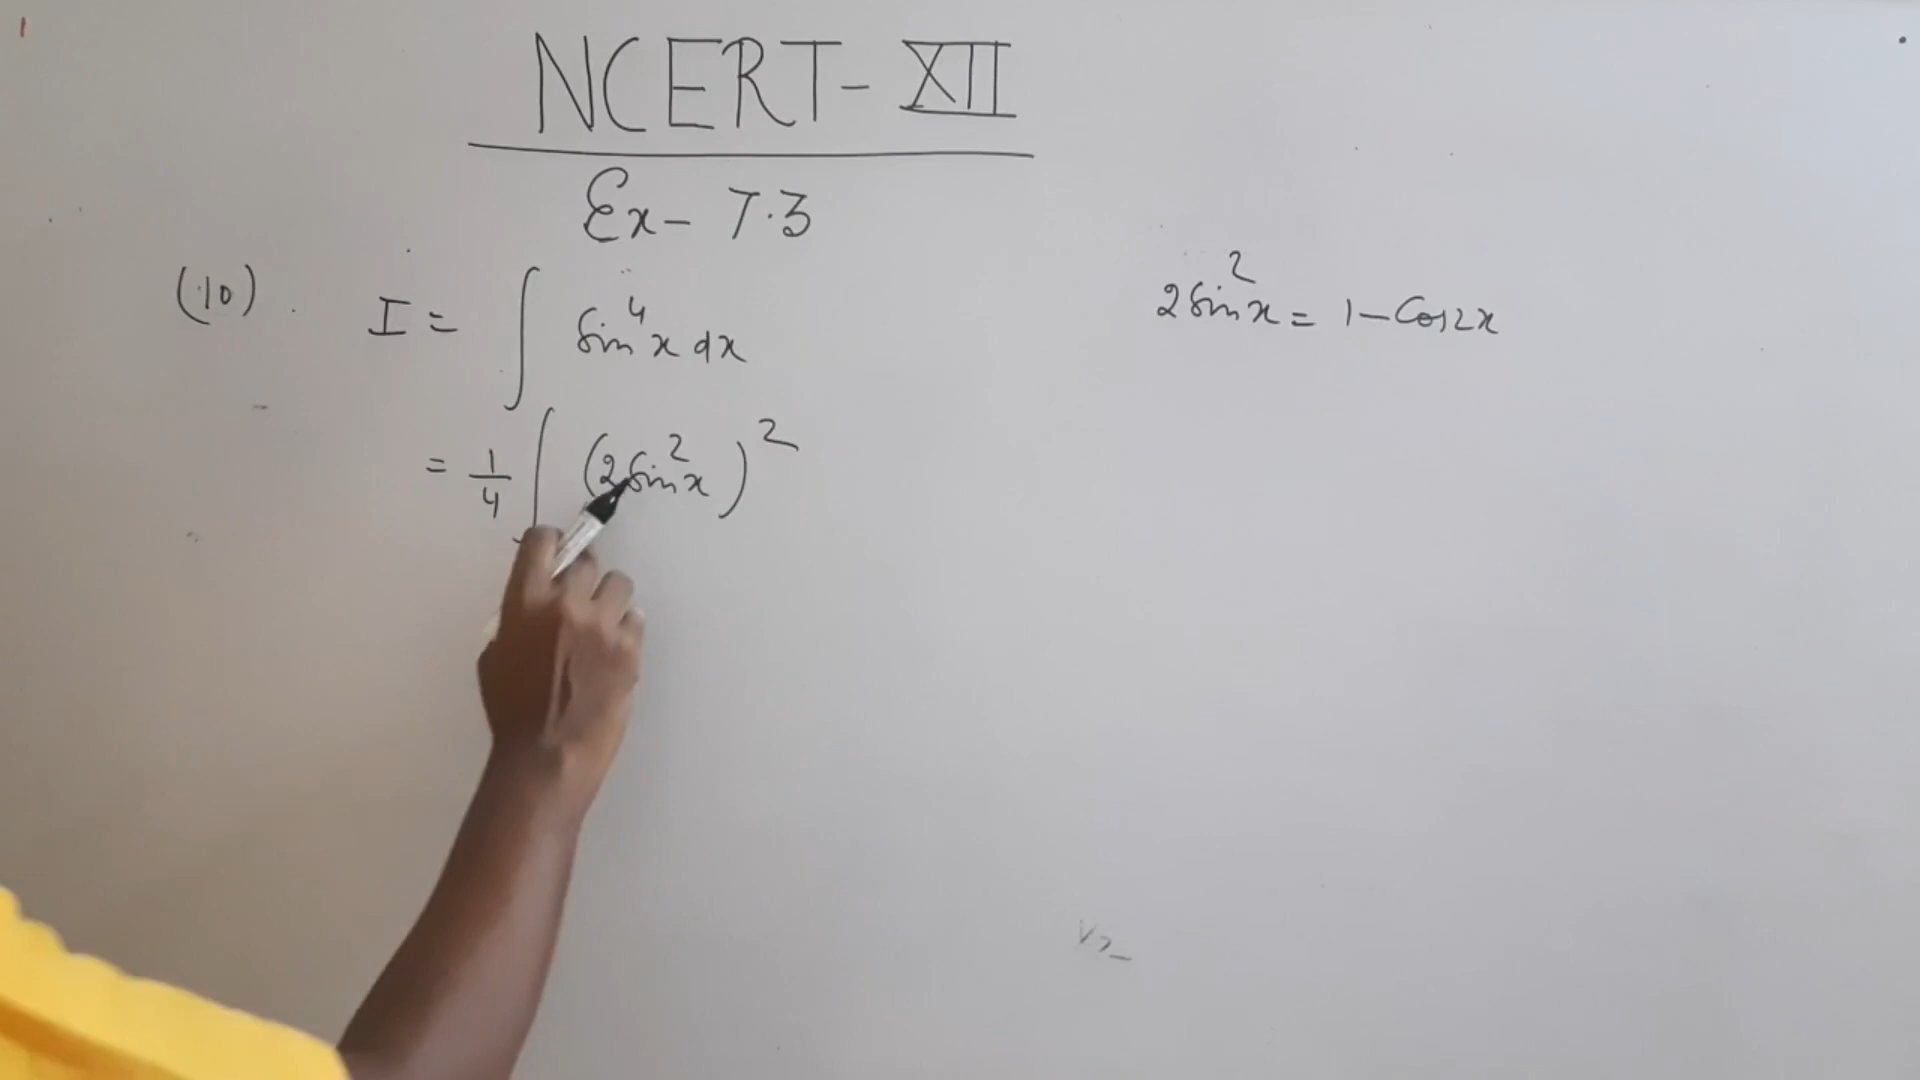 NCERT- XII
Ex- 7.3
(10). I = ∫ Sin⁴x dx
2Sin²x = 1 - Cos2x
= 1/4 ∫ (2Sin²x)²